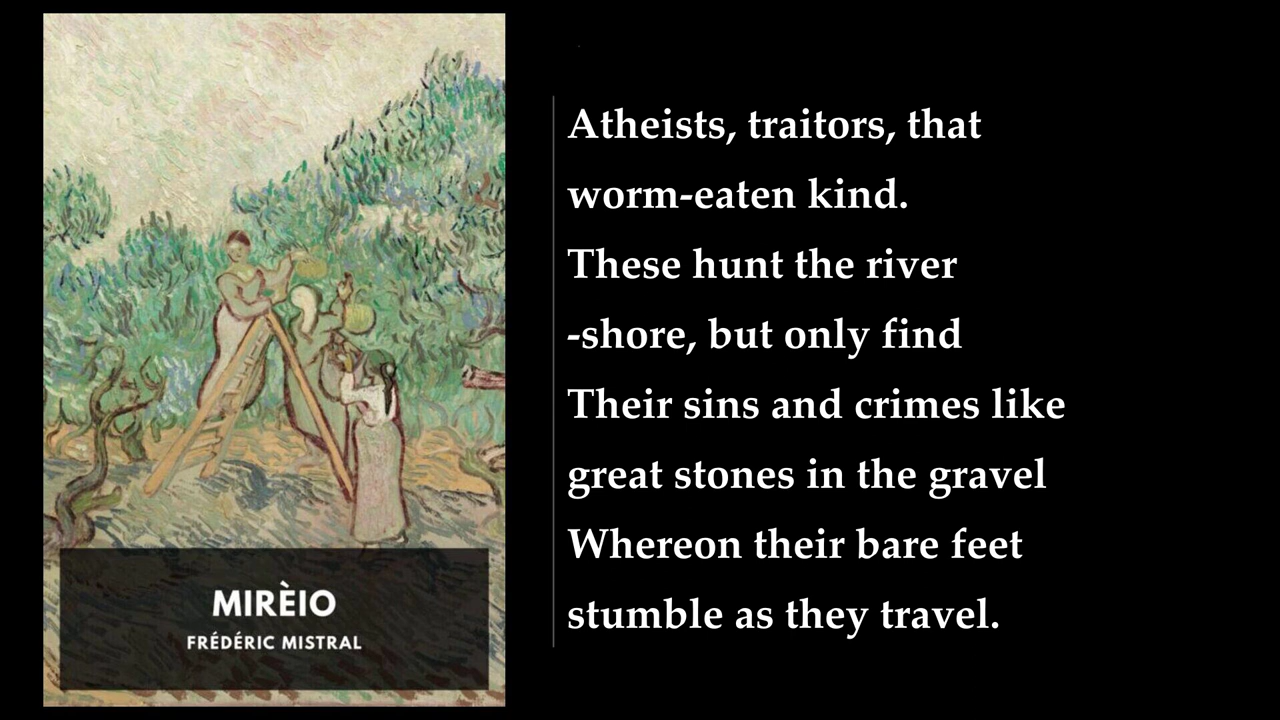 MIRÈIO
FRÉDÉRIC MISTRAL
Atheists, traitors, that
worm-eaten kind.
These hunt the river
-shore, but only find
Their sins and crimes like
great stones in the gravel
Whereon their bare feet
stumble as they travel.